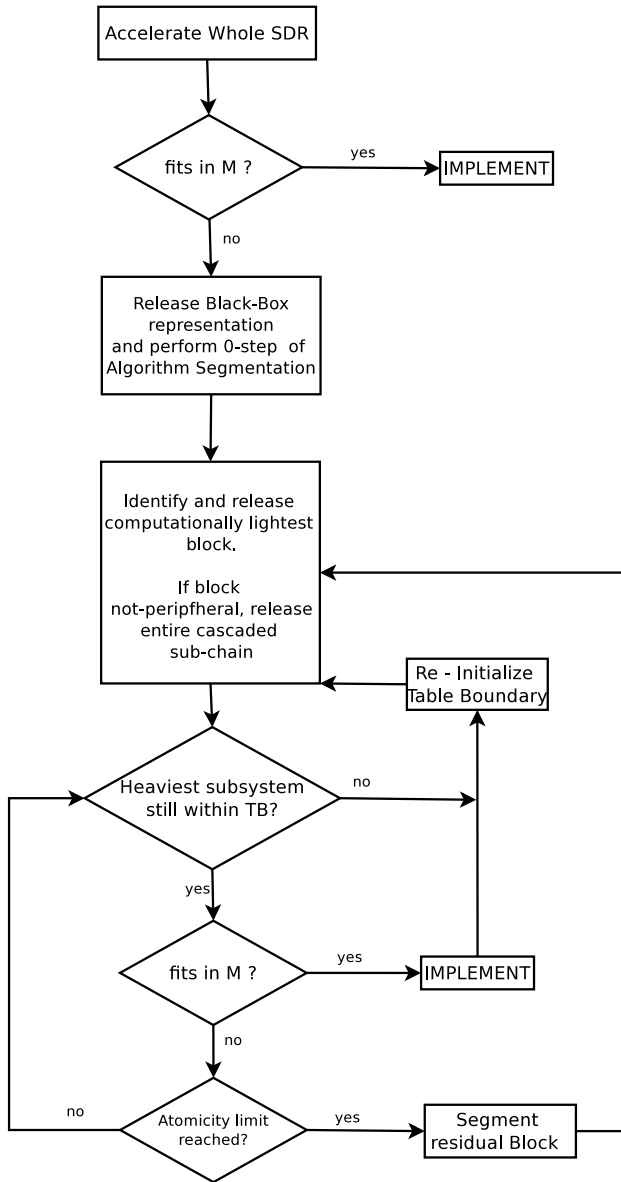 Accelerate Whole SDR
fits in M ?
yes
IMPLEMENT
no
Release Black-Box
representation
and perform 0-step of
Algorithm Segmentation
Identify and release
computationally lightest
block.
If block
not-peripfheral, release
entire cascaded
sub-chain
Re - Initialize
Table Boundary
Heaviest subsystem
still within TB?
no
yes
fits in M ?
yes
IMPLEMENT
no
Atomicity limit
reached?
no
yes
Segment
residual Block